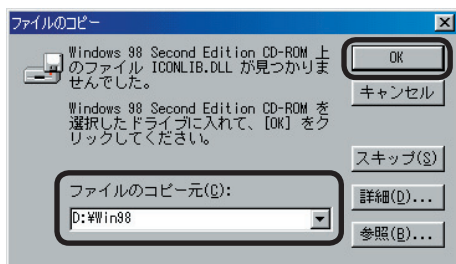 ファイルのコピー
Windows 98 Second Edition CD-ROM 上
のファイル ICONLIB.DLL が見つかりま
せんでした。
Windows 98 Second Edition CD-ROM を
選択したドライブに入れて、[OK] をク
リックしてください。
ファイルのコピー元(C):
D:¥Win98
OK
キャンセル
スキップ(S)
詳細(D)...
参照(B)...